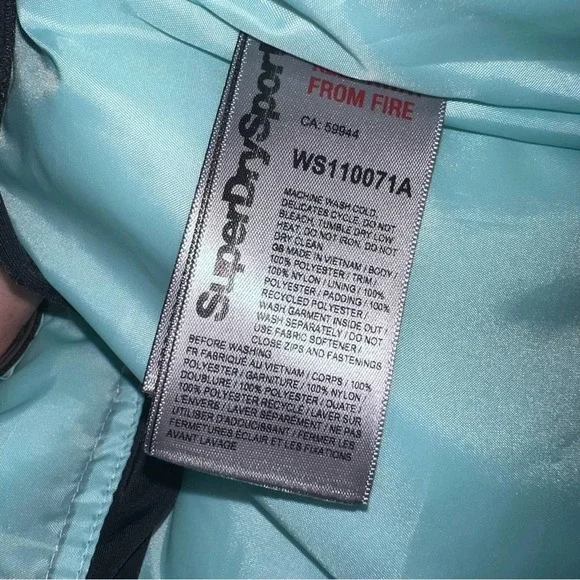 SuperDrySport
FROM FIRE
CA: 59944
WS110071A
MACHINE WASH COLD,
DELICATES CYCLE, DO NOT
BLEACH, TUMBLE DRY LOW
HEAT, DO NOT IRON, DO NOT
DRY CLEAN
GB MADE IN VIETNAM / BODY /
100% POLYESTER / TRIM /
100% NYLON / LINING / 100%
POLYESTER / PADDING / 100%
RECYCLED POLYESTER /
WASH GARMENT INSIDE OUT /
WASH SEPARATELY / DO NOT
USE FABRIC SOFTENER /
CLOSE ZIPS AND FASTENINGS
BEFORE WASHING
FR FABRIQUÉ AU VIETNAM / CORPS / 100%
POLYESTER / GARNITURE / 100% NYLON /
DOUBLURE / 100% POLYESTER / OUATE /
100% POLYESTER RECYCLÉ / LAVER SUR
L'ENVERS / LAVER SÉPARÉMENT / NE PAS
UTILISER D'ADOUCISSANT / FERMER LES
FERMETURES ÉCLAIR ET LES FIXATIONS
AVANT LAVAGE